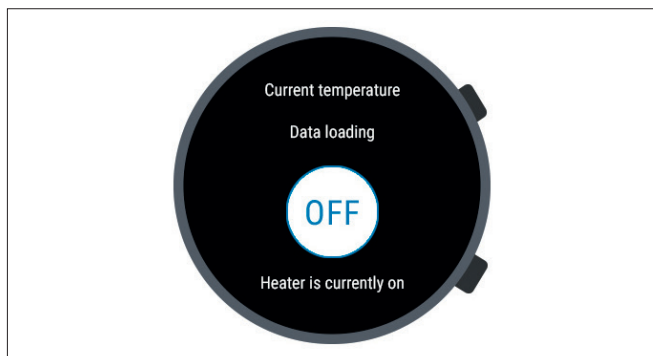 Current temperature
Data loading
OFF
Heater is currently on